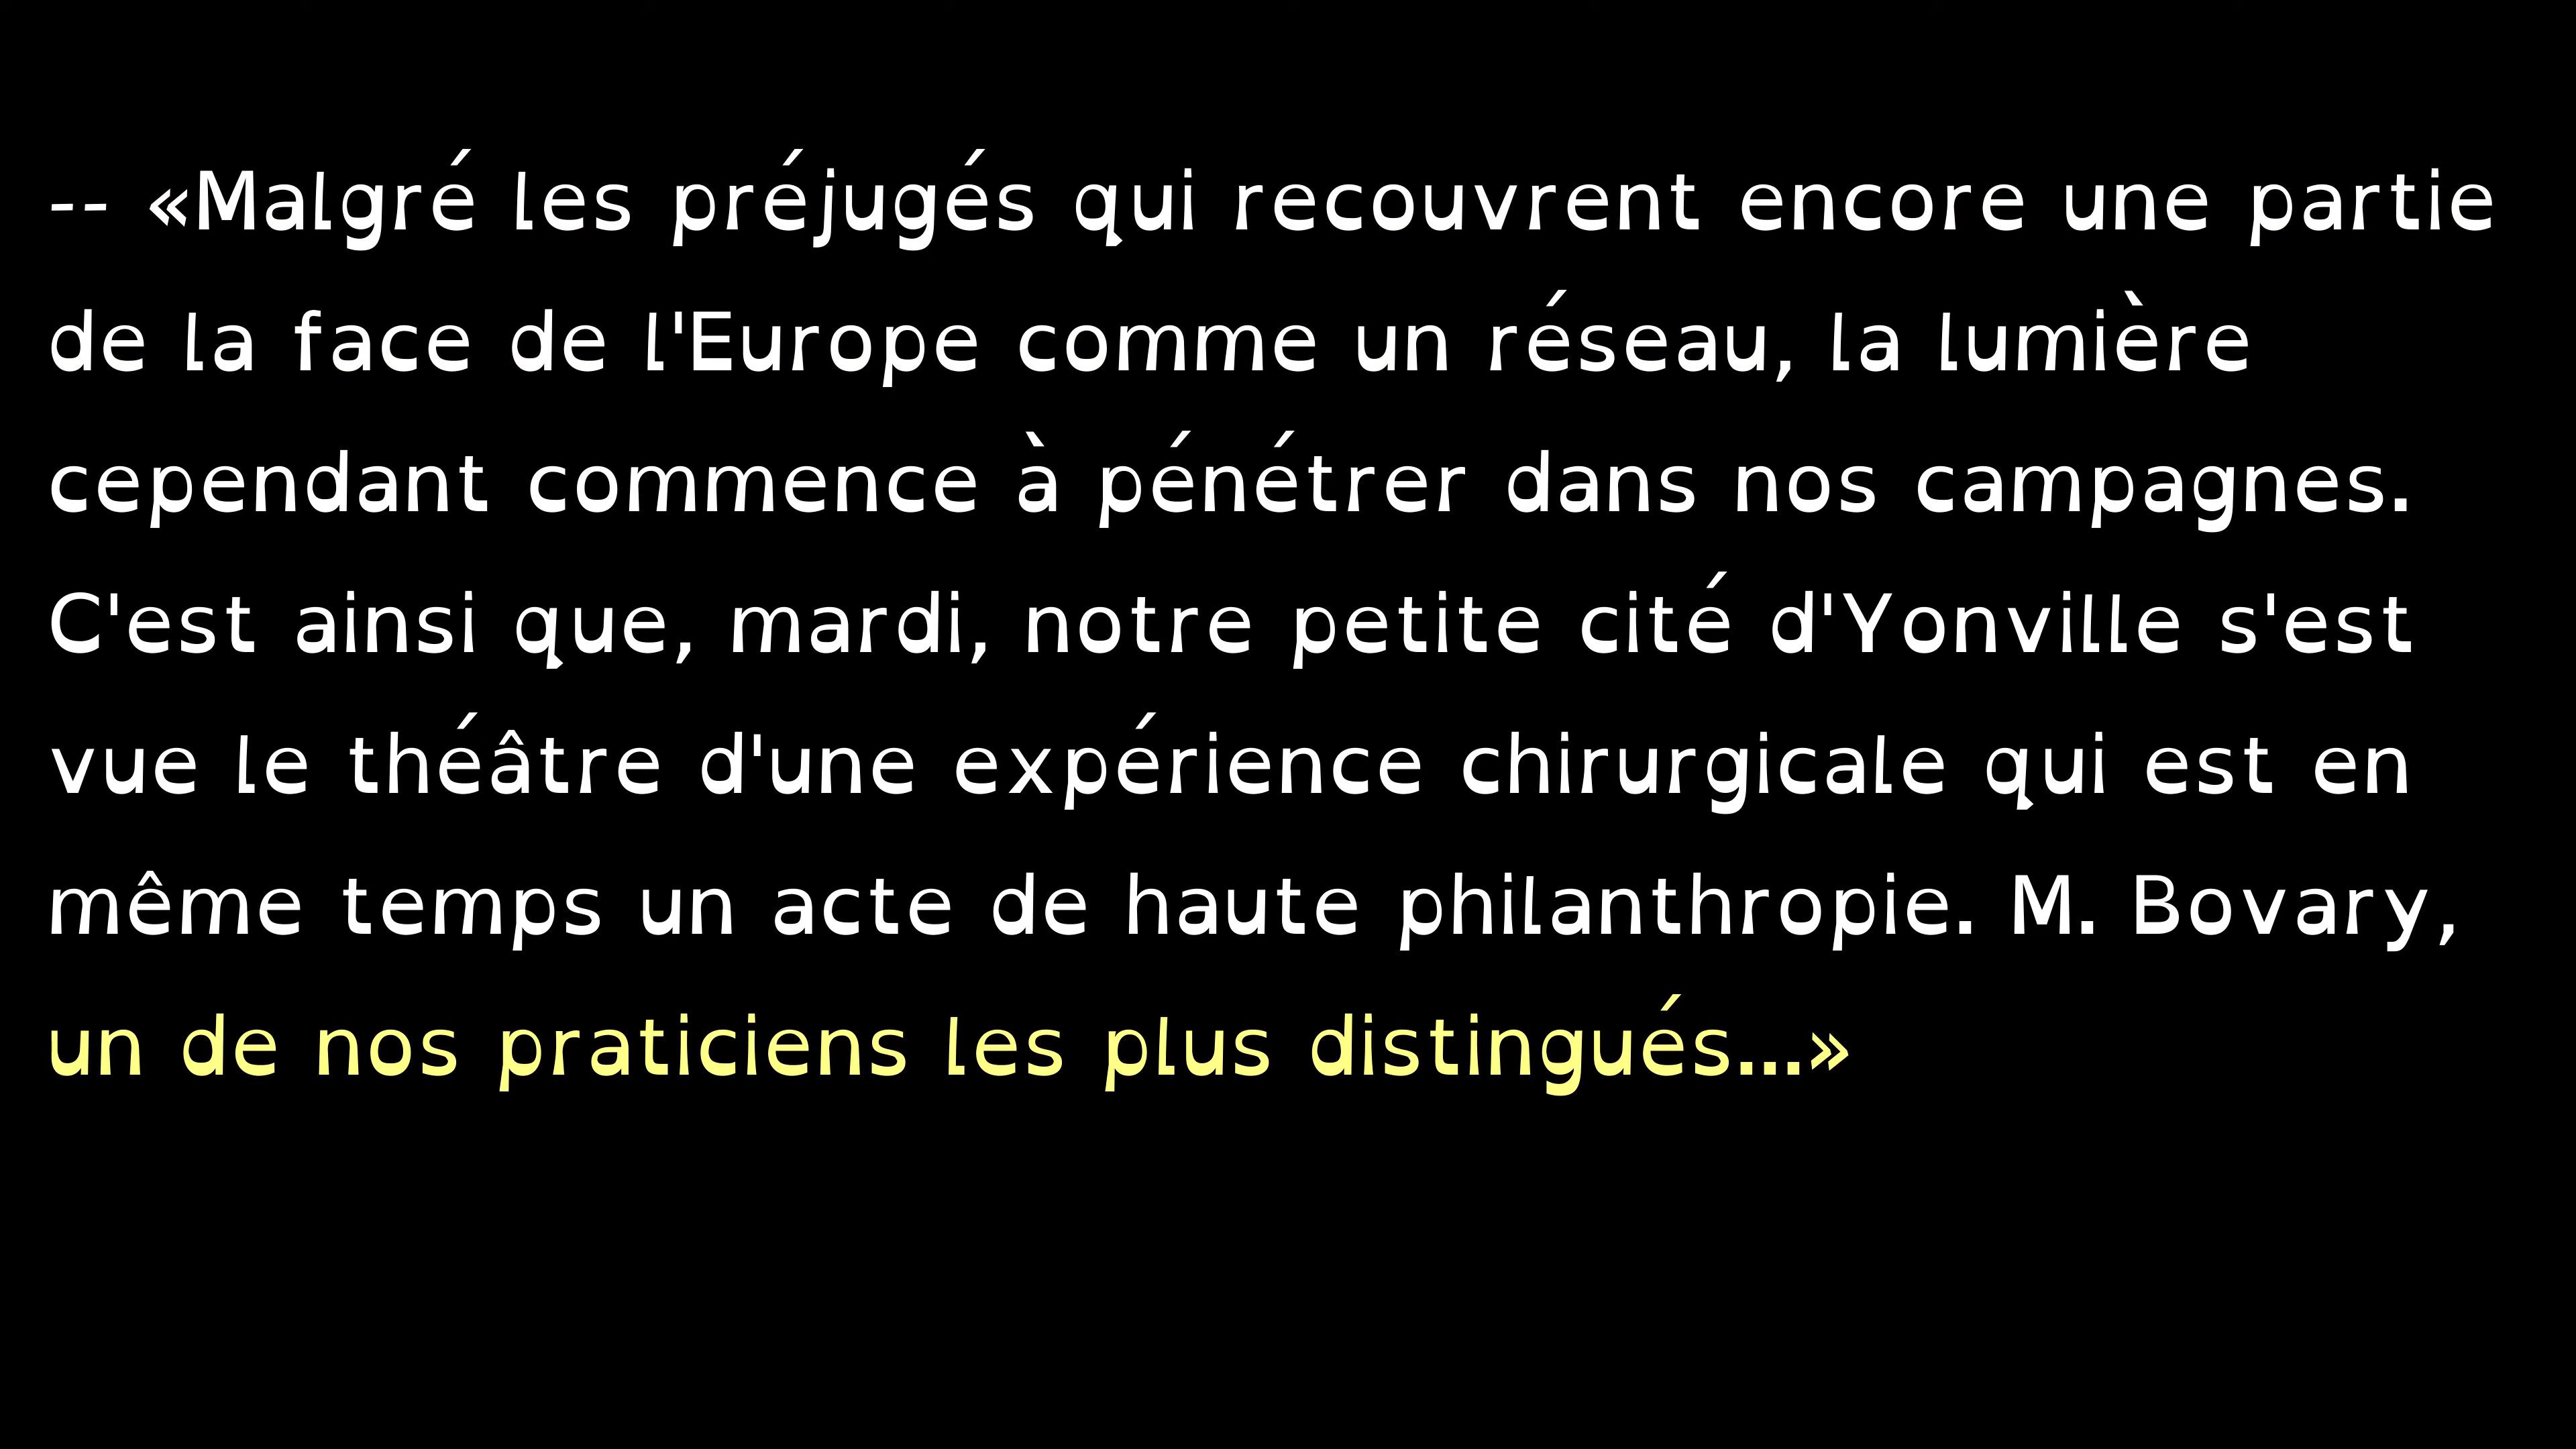 -- «Malgré les préjugés qui recouvrent encore une partie
de la face de l'Europe comme un réseau, la lumière
cependant commence à pénétrer dans nos campagnes.
C'est ainsi que, mardi, notre petite cité d'Yonville s'est
vue le théâtre d'une expérience chirurgicale qui est en
même temps un acte de haute philanthropie. M. Bovary,
un de nos praticiens les plus distingués...»